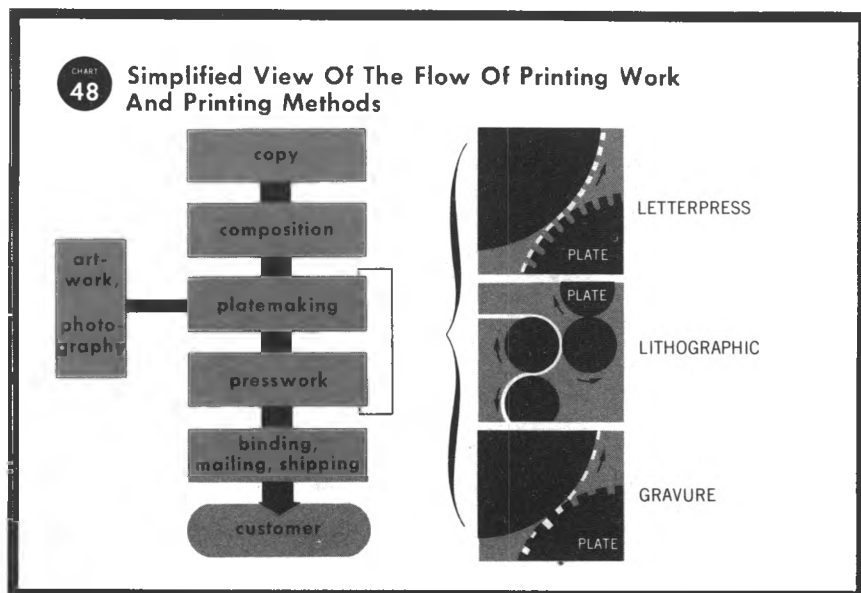 CHART
48
Simplified View Of The Flow Of Printing Work
And Printing Methods
copy
composition
art-
work,
photo-
graphy
platemaking
presswork
binding,
mailing, shipping
customer
PLATE
LETTERPRESS
PLATE
LITHOGRAPHIC
PLATE
GRAVURE